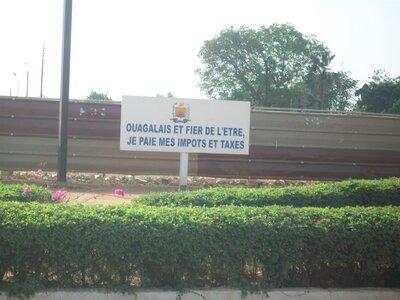 OUAGALAIS ET FIER DE L'ETRE,
JE PAIE MES IMPOTS ET TAXES